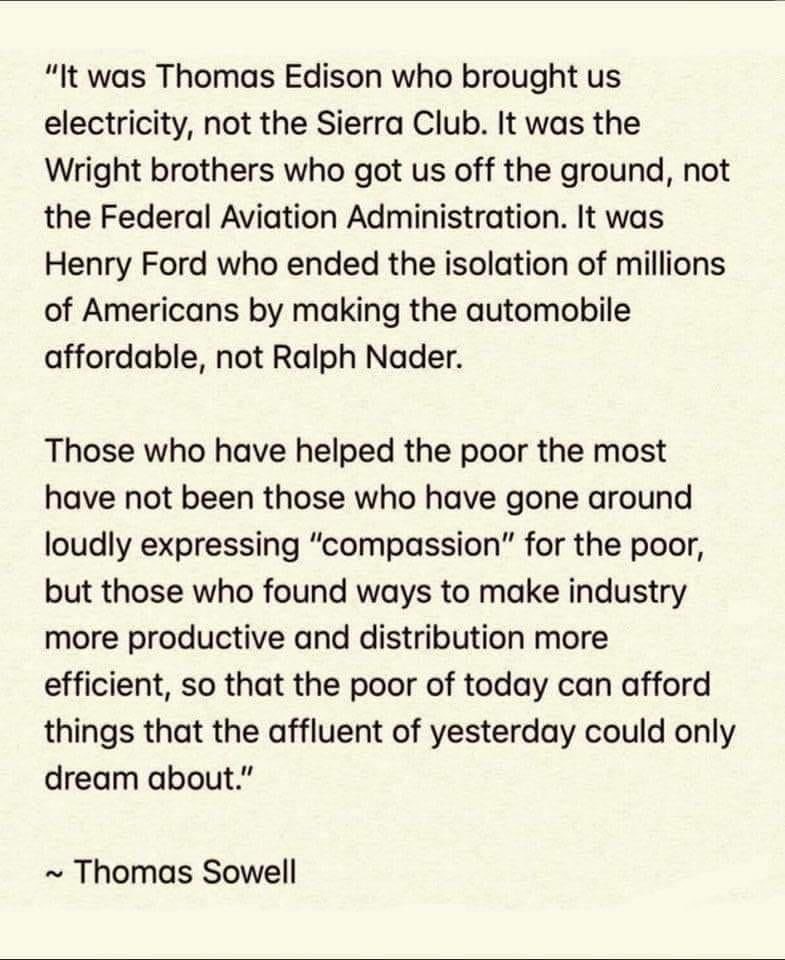 “It was Thomas Edison who brought us
electricity, not the Sierra Club. It was the
Wright brothers who got us off the ground, not
the Federal Aviation Administration. It was
Henry Ford who ended the isolation of millions
of Americans by making the automobile
affordable, not Ralph Nader.
Those who have helped the poor the most
have not been those who have gone around
loudly expressing “compassion” for the poor,
but those who found ways to make industry
more productive and distribution more
efficient, so that the poor of today can afford
things that the affluent of yesterday could only
dream about.”
~ Thomas Sowell